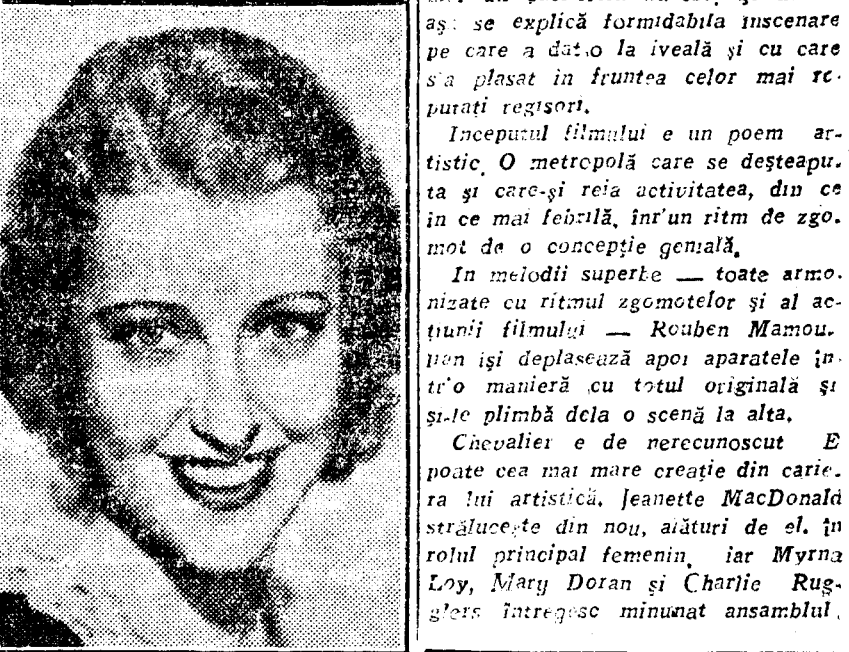 se explică formidabila inscenare
pe care a dat-o la iveală și cu care
s'a plasat in fruntea celor mai re-
putați regisori.
Inceputul filmului e un poem ar-
tistic. O metropolă care se deșteap-
ta și care-și reia activitatea, din ce
in ce mai febrilă, înr'un ritm de zgo-
mot de o concepție genială.
In melodii superbe — toate armo-
nizate cu ritmul zgomotelor și al ac-
țiunii filmului — Rouben Mamou-
lian iși deplasează apoi aparatele în-
tr'o manieră cu totul originală și
și-le plimbă dela o scenă la alta.
Chevalier e de nerecunoscut E
poate cea mai mare creație din carie-
ra lui artistică. Jeanette MacDonald
strălucește din nou, alături de el. în
rolul principal femenin, iar Myrna
Loy, Mary Doran și Charlie Rug-
glers întregesc minunat ansamblul.